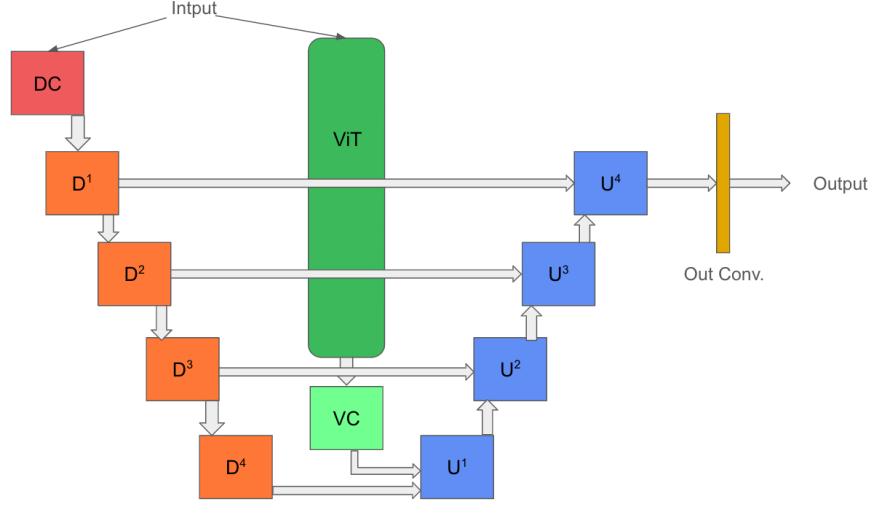 Intput
DC
ViT
D¹
U⁴
Output
D²
U³
Out Conv.
D³
U²
VC
D⁴
U¹